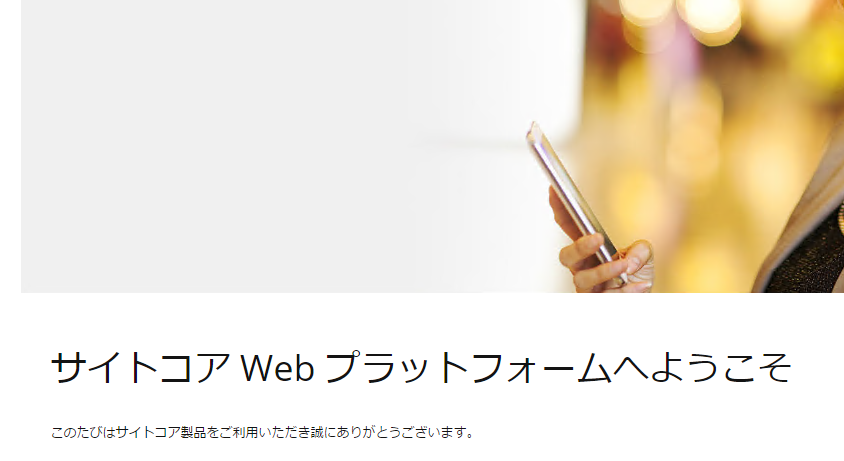 サイトコア Web プラットフォームへようこそ
このたびはサイトコア製品をご利用いただき誠にありがとうございます。